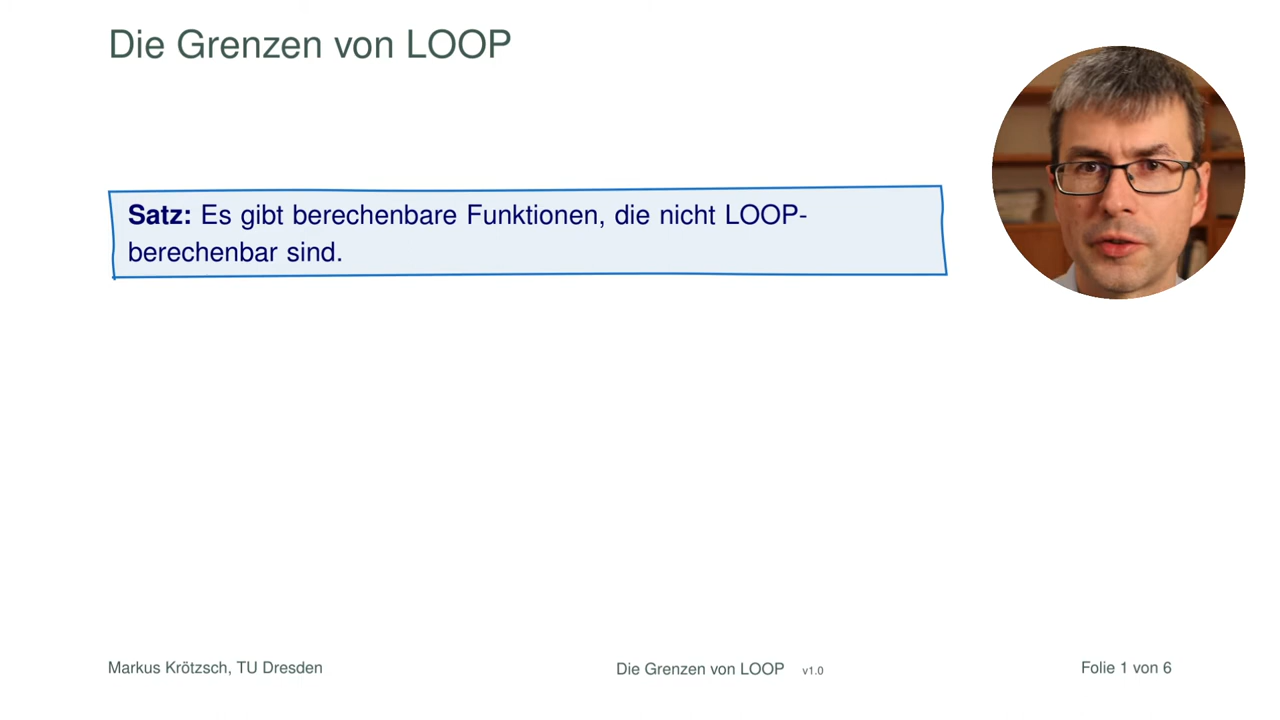 Die Grenzen von LOOP
Satz: Es gibt berechenbare Funktionen, die nicht LOOP-
berechenbar sind.
Markus Krötzsch, TU Dresden
Die Grenzen von LOOP v1.0
Folie 1 von 6